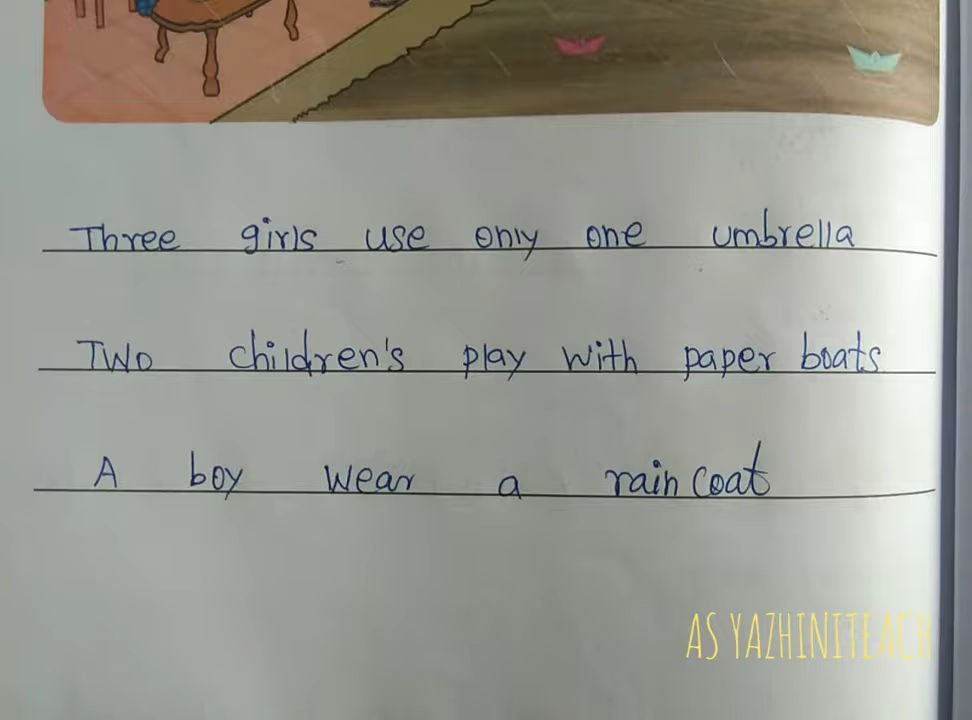 Three girls use only one umbrella
Two children's play with paper boats
A boy wear a rain coat
AS YAZHINITEACH